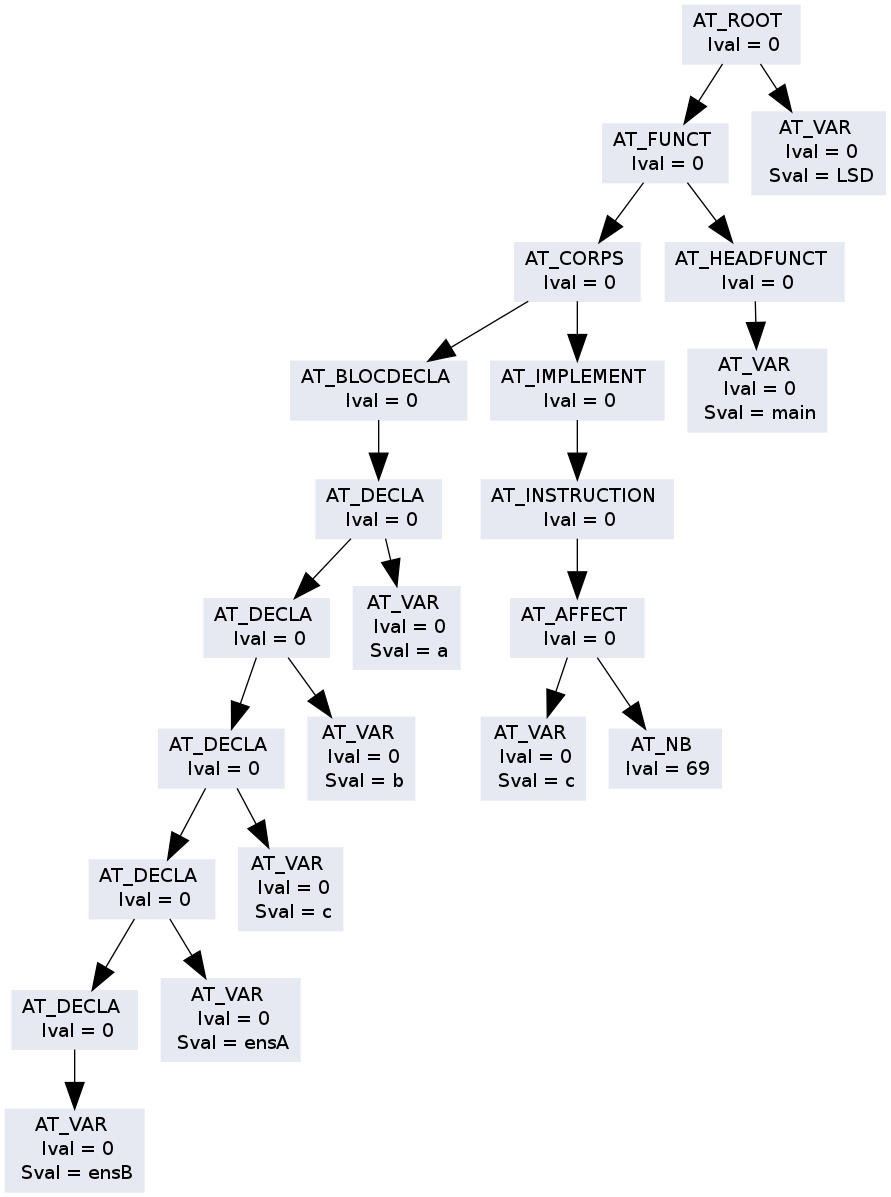 AT_ROOT
Ival = 0
AT_FUNCT
Ival = 0
AT_VAR
Ival = 0
Sval = LSD
AT_CORPS
Ival = 0
AT_HEADFUNCT
Ival = 0
AT_BLOCDECLA
Ival = 0
AT_IMPLEMENT
Ival = 0
AT_VAR
Ival = 0
Sval = main
AT_DECLA
Ival = 0
AT_INSTRUCTION
Ival = 0
AT_DECLA
Ival = 0
AT_VAR
Ival = 0
Sval = a
AT_AFFECT
Ival = 0
AT_DECLA
Ival = 0
AT_VAR
Ival = 0
Sval = b
AT_VAR
Ival = 0
Sval = c
AT_NB
Ival = 69
AT_DECLA
Ival = 0
AT_VAR
Ival = 0
Sval = c
AT_DECLA
Ival = 0
AT_VAR
Ival = 0
Sval = ensA
AT_VAR
Ival = 0
Sval = ensB